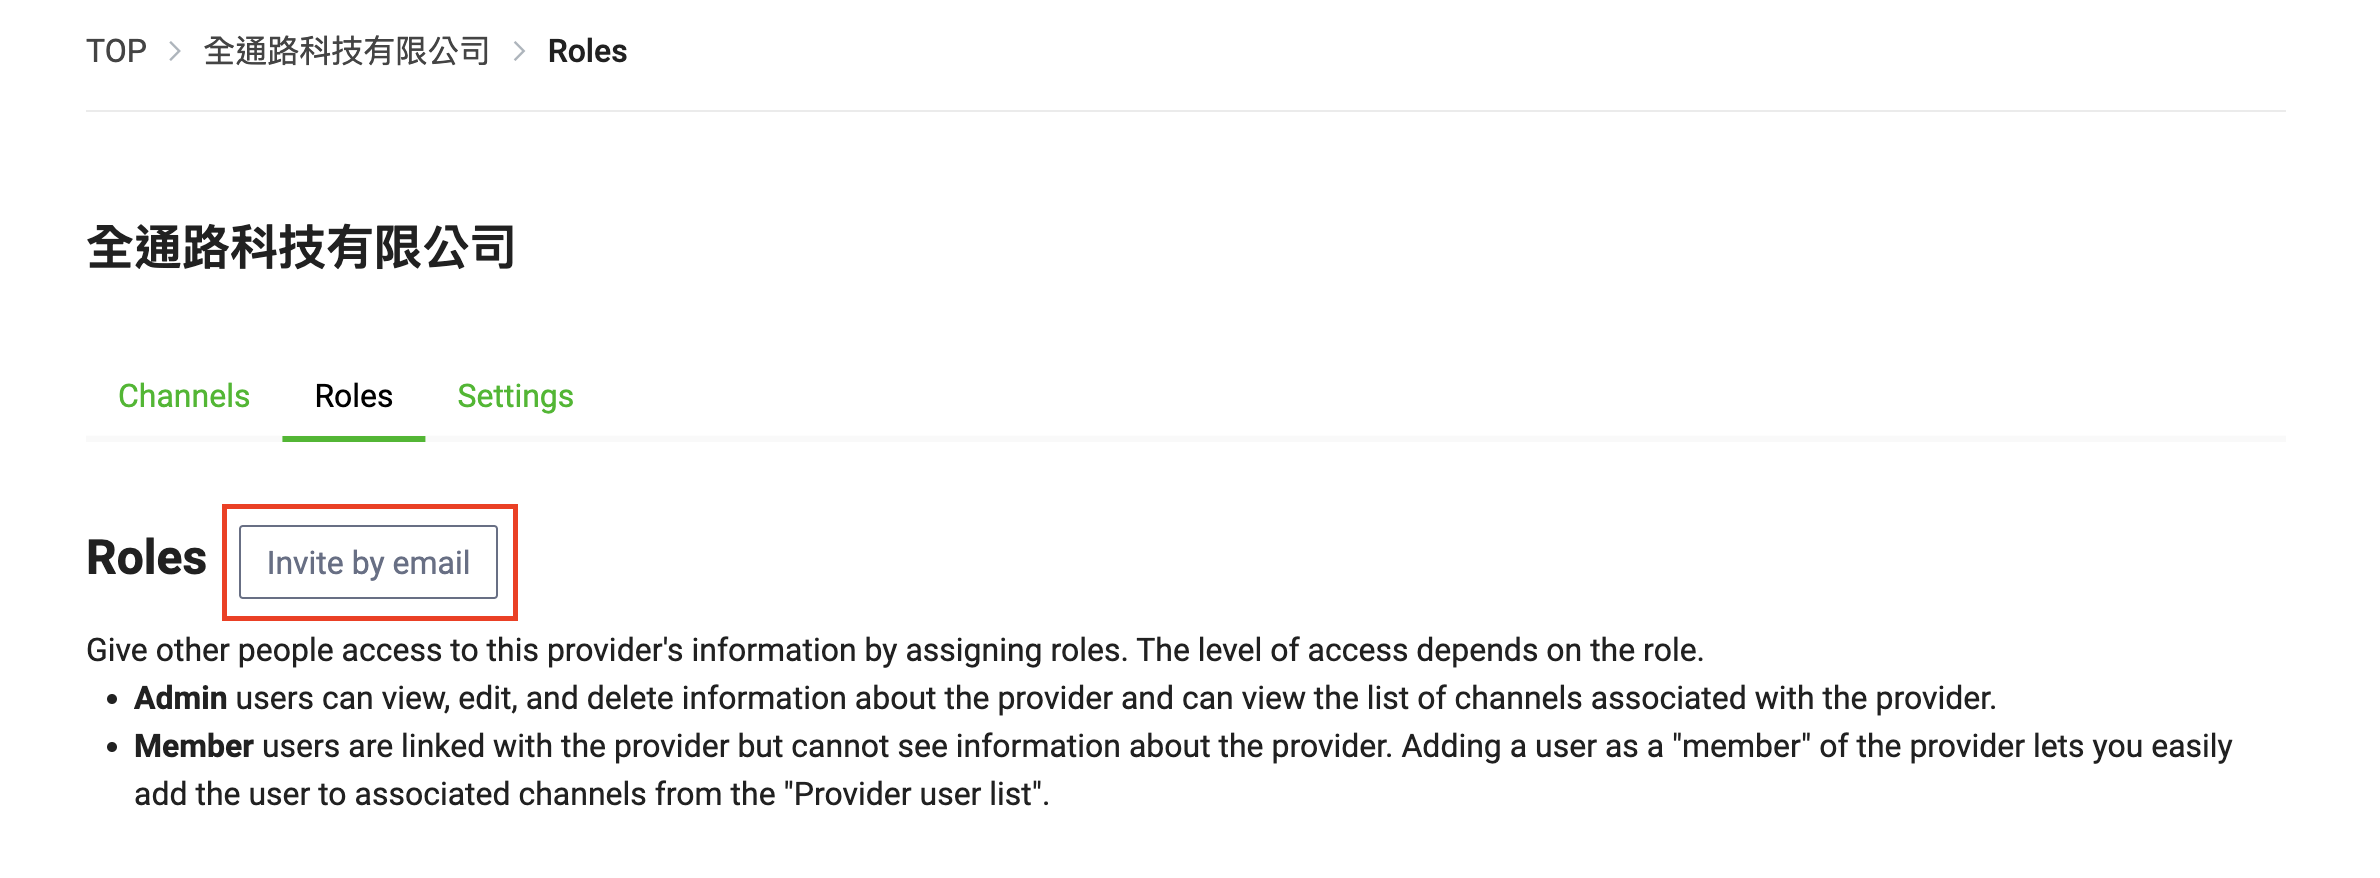 TOP > 全通路科技有限公司 > Roles
全通路科技有限公司
Channels Roles Settings
Roles Invite by email
Give other people access to this provider's information by assigning roles. The level of access depends on the role.
• Admin users can view, edit, and delete information about the provider and can view the list of channels associated with the provider.
• Member users are linked with the provider but cannot see information about the provider. Adding a user as a "member" of the provider lets you easily
add the user to associated channels from the "Provider user list".